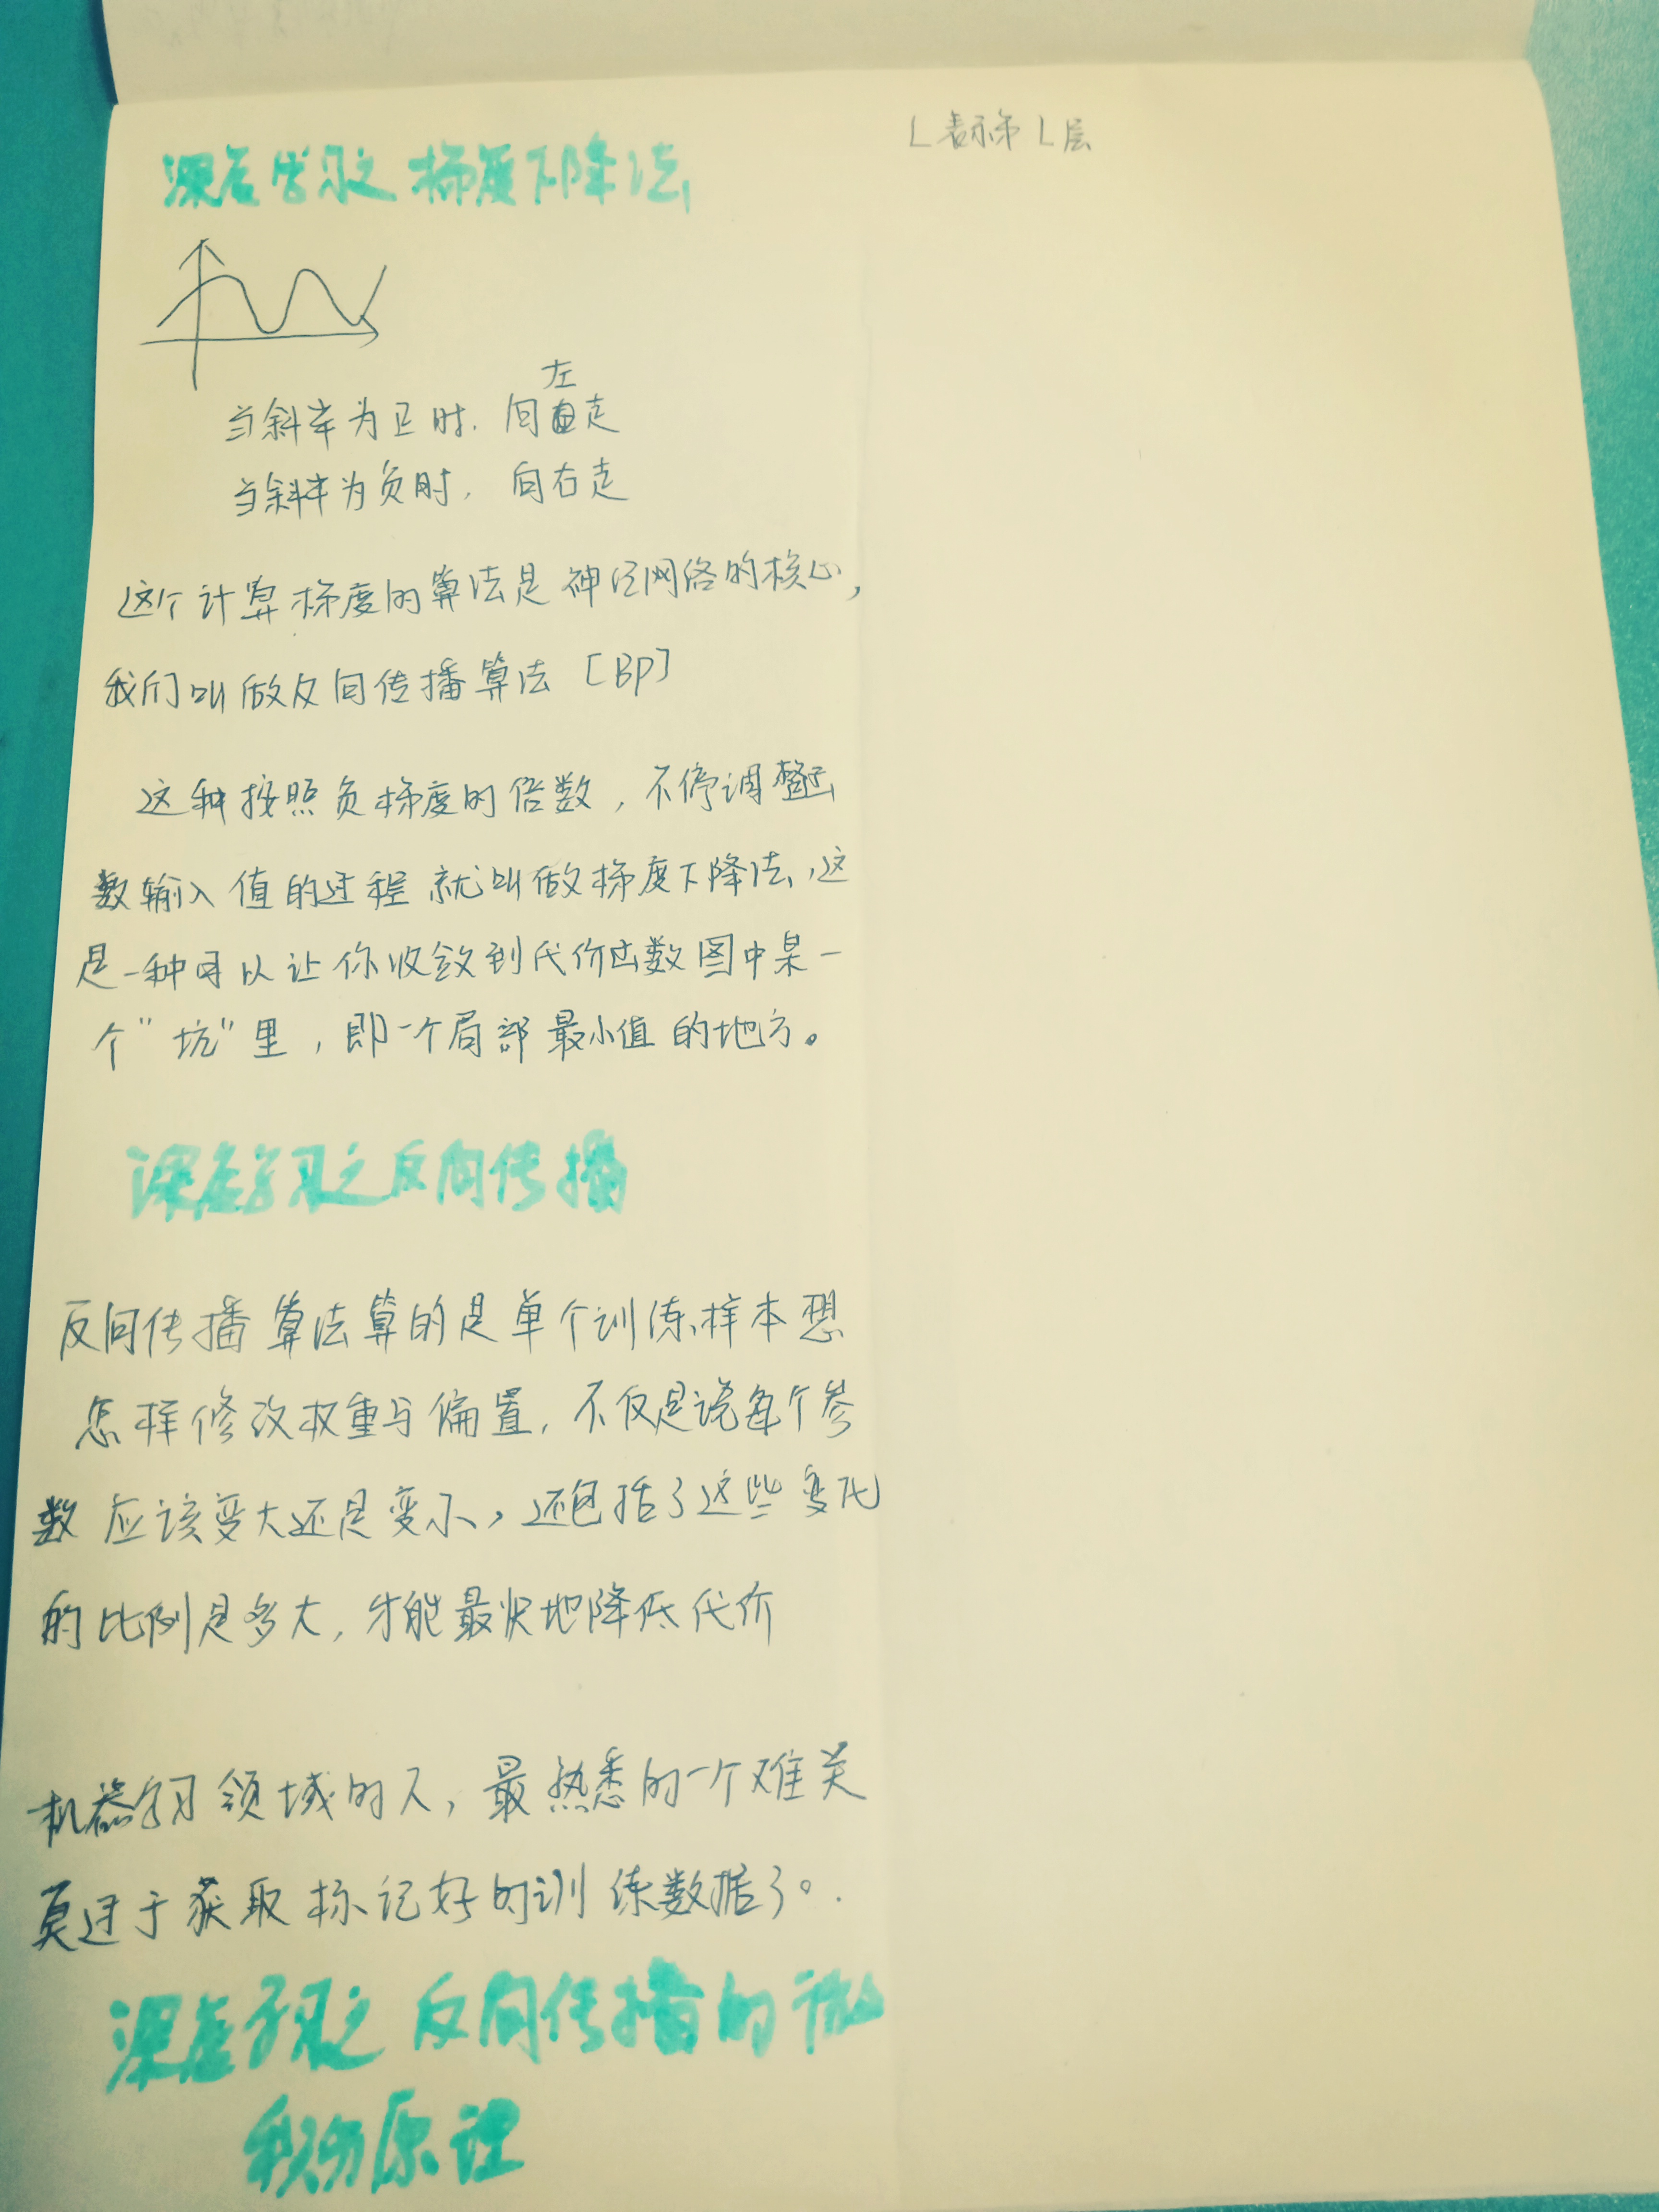 深度学习之 梯度下降法
左
当斜率为正时. 向走
当斜率为负时, 向右走
这个计算梯度的算法是神经网络的核心,
我们叫做反向传播算法 [BP]
这种按照负梯度的倍数, 不停调整函
数输入值的过程就叫做梯度下降法, 这
是一种可以让你收敛到代价函数图中某一
个“坑”里, 即一个局部最小值的地方。
深度学习之反向传播
反向传播算法算的是单个训练样本想
怎样修改权重与偏置, 不仅是说每个参
数应该变大还是变小, 还包括了这些变化
的比例是多大, 才能最快地降低代价
机器学习领域的人, 最熟悉的一个难关
莫过于获取标记好的训练数据了。
深度学习之 反向传播的微
积分原理
L表示第L层